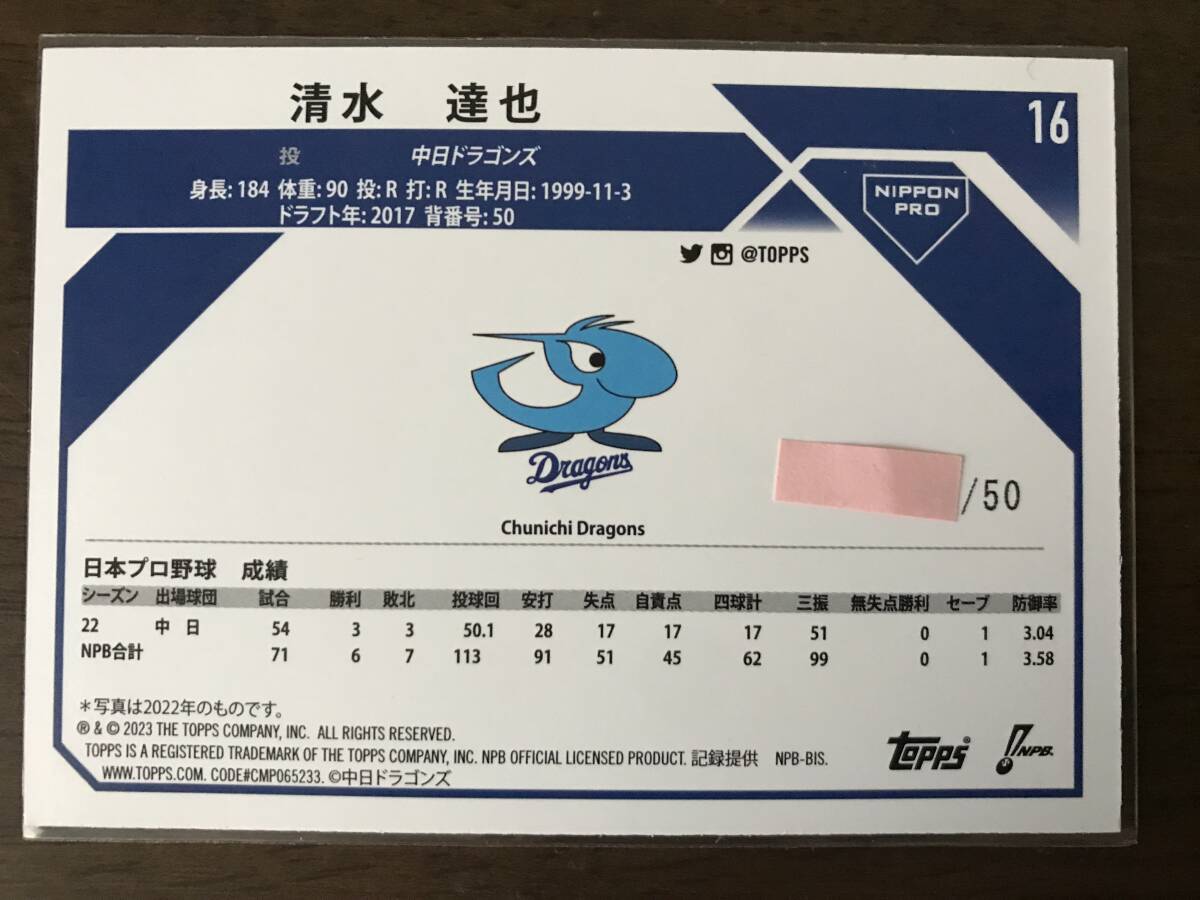 清水 達也
16
投 中日ドラゴンズ
身長: 184 体重: 90 投: R 打: R 生年月日: 1999-11-3
ドラフト年: 2017 背番号: 50
NIPPON
PRO
@TOPPS
Dragons
/50
Chunichi Dragons
日本プロ野球 成績
シーズン 出場球団 試合 勝利 敗北 投球回 安打 失点 自責点 四球計 三振 無失点勝利 セーブ 防御率
22 中 日 54 3 3 50.1 28 17 17 17 51 0 1 3.04
NPB合計 71 6 7 113 91 51 45 62 99 0 1 3.58
*写真は2022年のものです。
® & © 2023 THE TOPPS COMPANY, INC. ALL RIGHTS RESERVED.
TOPPS IS A REGISTERED TRADEMARK OF THE TOPPS COMPANY, INC. NPB OFFICIAL LICENSED PRODUCT. 記録提供 NPB-BIS.
WWW.TOPPS.COM. CODE#CMP065233. ©中日ドラゴンズ
TOPPS®
NPB.